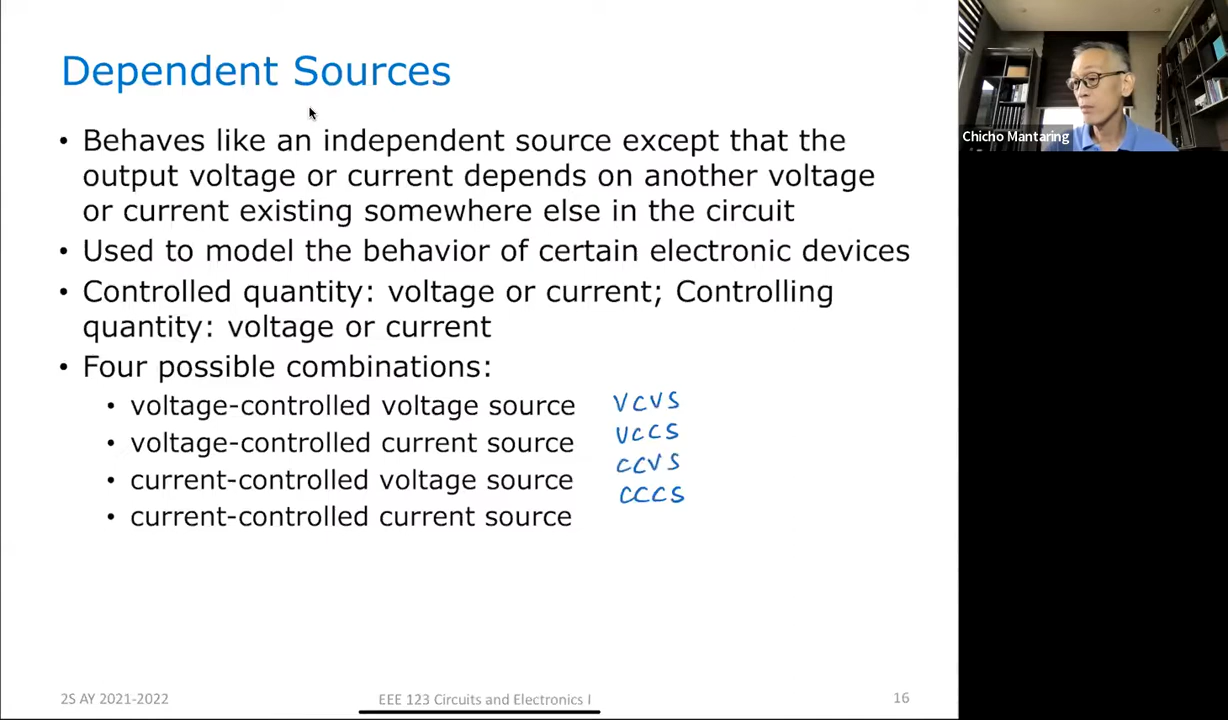 Dependent Sources
• Behaves like an independent source except that the
output voltage or current depends on another voltage
or current existing somewhere else in the circuit
• Used to model the behavior of certain electronic devices
• Controlled quantity: voltage or current; Controlling
quantity: voltage or current
• Four possible combinations:
• voltage-controlled voltage source VCVS
• voltage-controlled current source VCCS
• current-controlled voltage source CCVS
• current-controlled current source CCCS
2S AY 2021-2022 EEE 123 Circuits and Electronics I 16
Chicho Mantaring